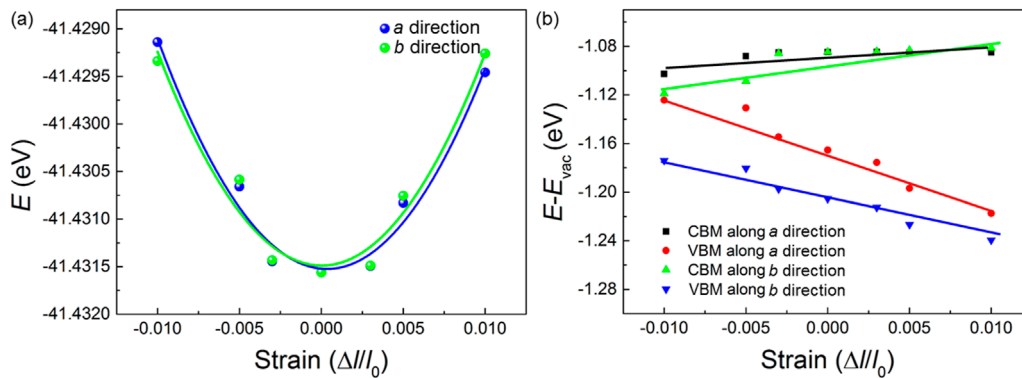 (a)
a direction
b direction
-41.4290
-41.4295
-41.4300
-41.4305
-41.4310
-41.4315
-41.4320
E (eV)
-0.010 -0.005 0.000 0.005 0.010
Strain (Δl/l0)
(b)
-1.08
-1.12
-1.16
-1.20
-1.24
-1.28
E-Evac (eV)
CBM along a direction
VBM along a direction
CBM along b direction
VBM along b direction
-0.010 -0.005 0.000 0.005 0.010
Strain (Δl/l0)